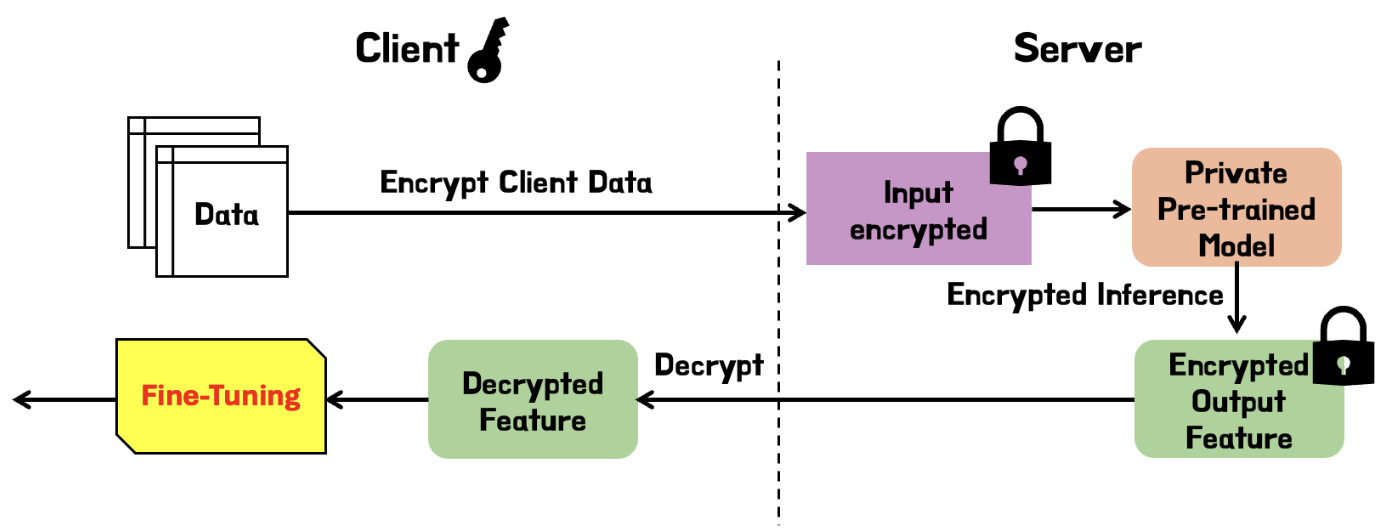 Client
Server
Data
Encrypt Client Data
Input
encrypted
Private
Pre-trained
Model
Encrypted Inference
Encrypted
Output
Feature
Decrypt
Decrypted
Feature
Fine-Tuning